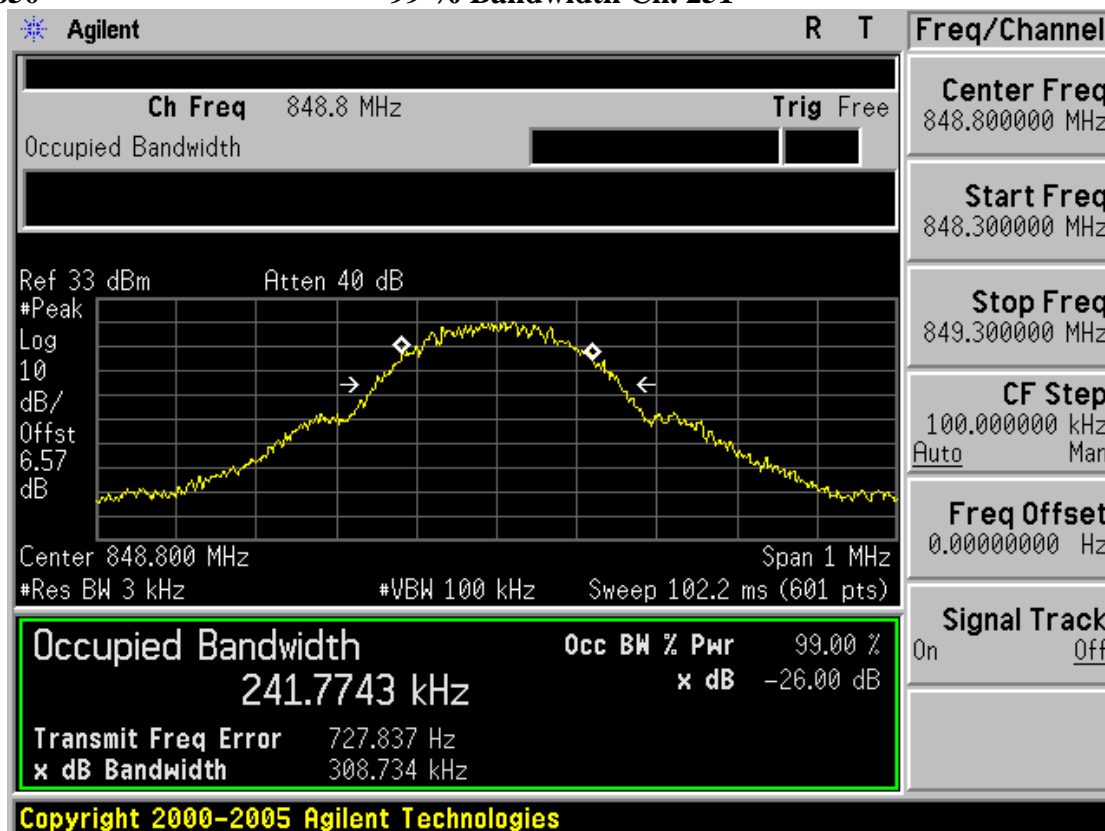 99 % Bandwidth Ch. 251
Agilent R T Freq/Channel
Ch Freq 848.8 MHz Trig Free
Occupied Bandwidth
Center Freq
848.800000 MHz
Start Freq
848.300000 MHz
Stop Freq
849.300000 MHz
CF Step
100.000000 kHz
Auto Man
Freq Offset
0.00000000 Hz
Signal Track
On Off
Ref 33 dBm Atten 40 dB
#Peak
Log
10
dB/
Offst
6.57
dB
Center 848.800 MHz Span 1 MHz
#Res BW 3 kHz #VBW 100 kHz Sweep 102.2 ms (601 pts)
Occupied Bandwidth Occ BW % Pwr 99.00 %
241.7743 kHz x dB -26.00 dB
Transmit Freq Error 727.837 Hz
x dB Bandwidth 308.734 kHz
Copyright 2000-2005 Agilent Technologies